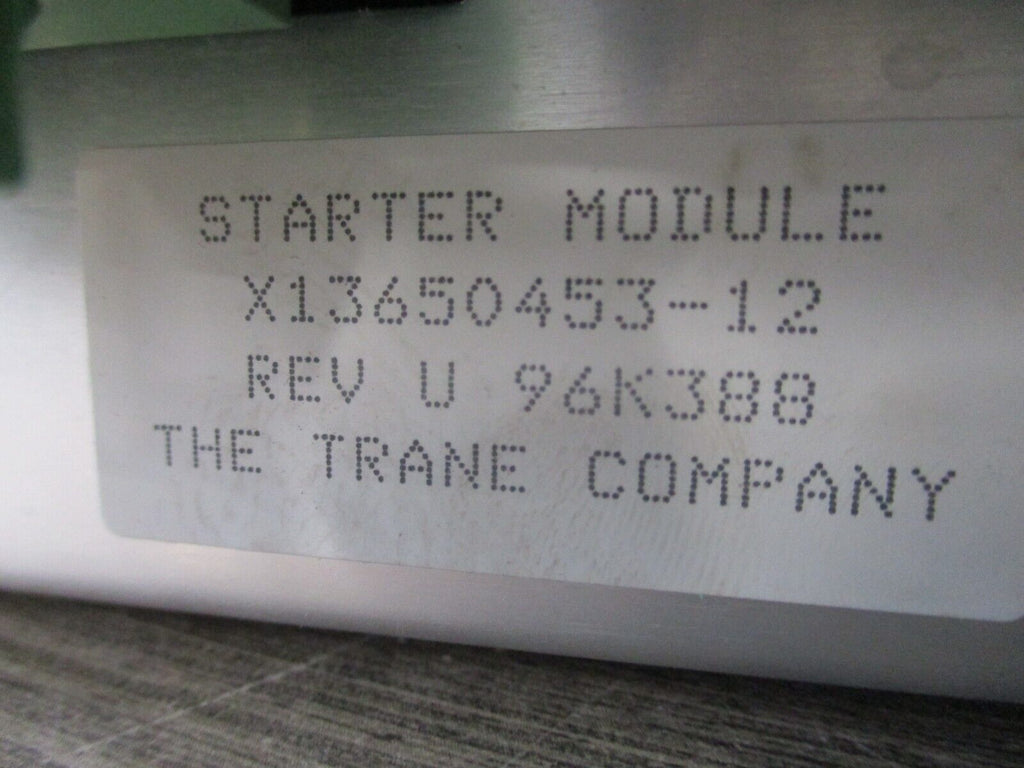 STARTER MODULE
X13650453-12
REV U 96K388
THE TRANE COMPANY